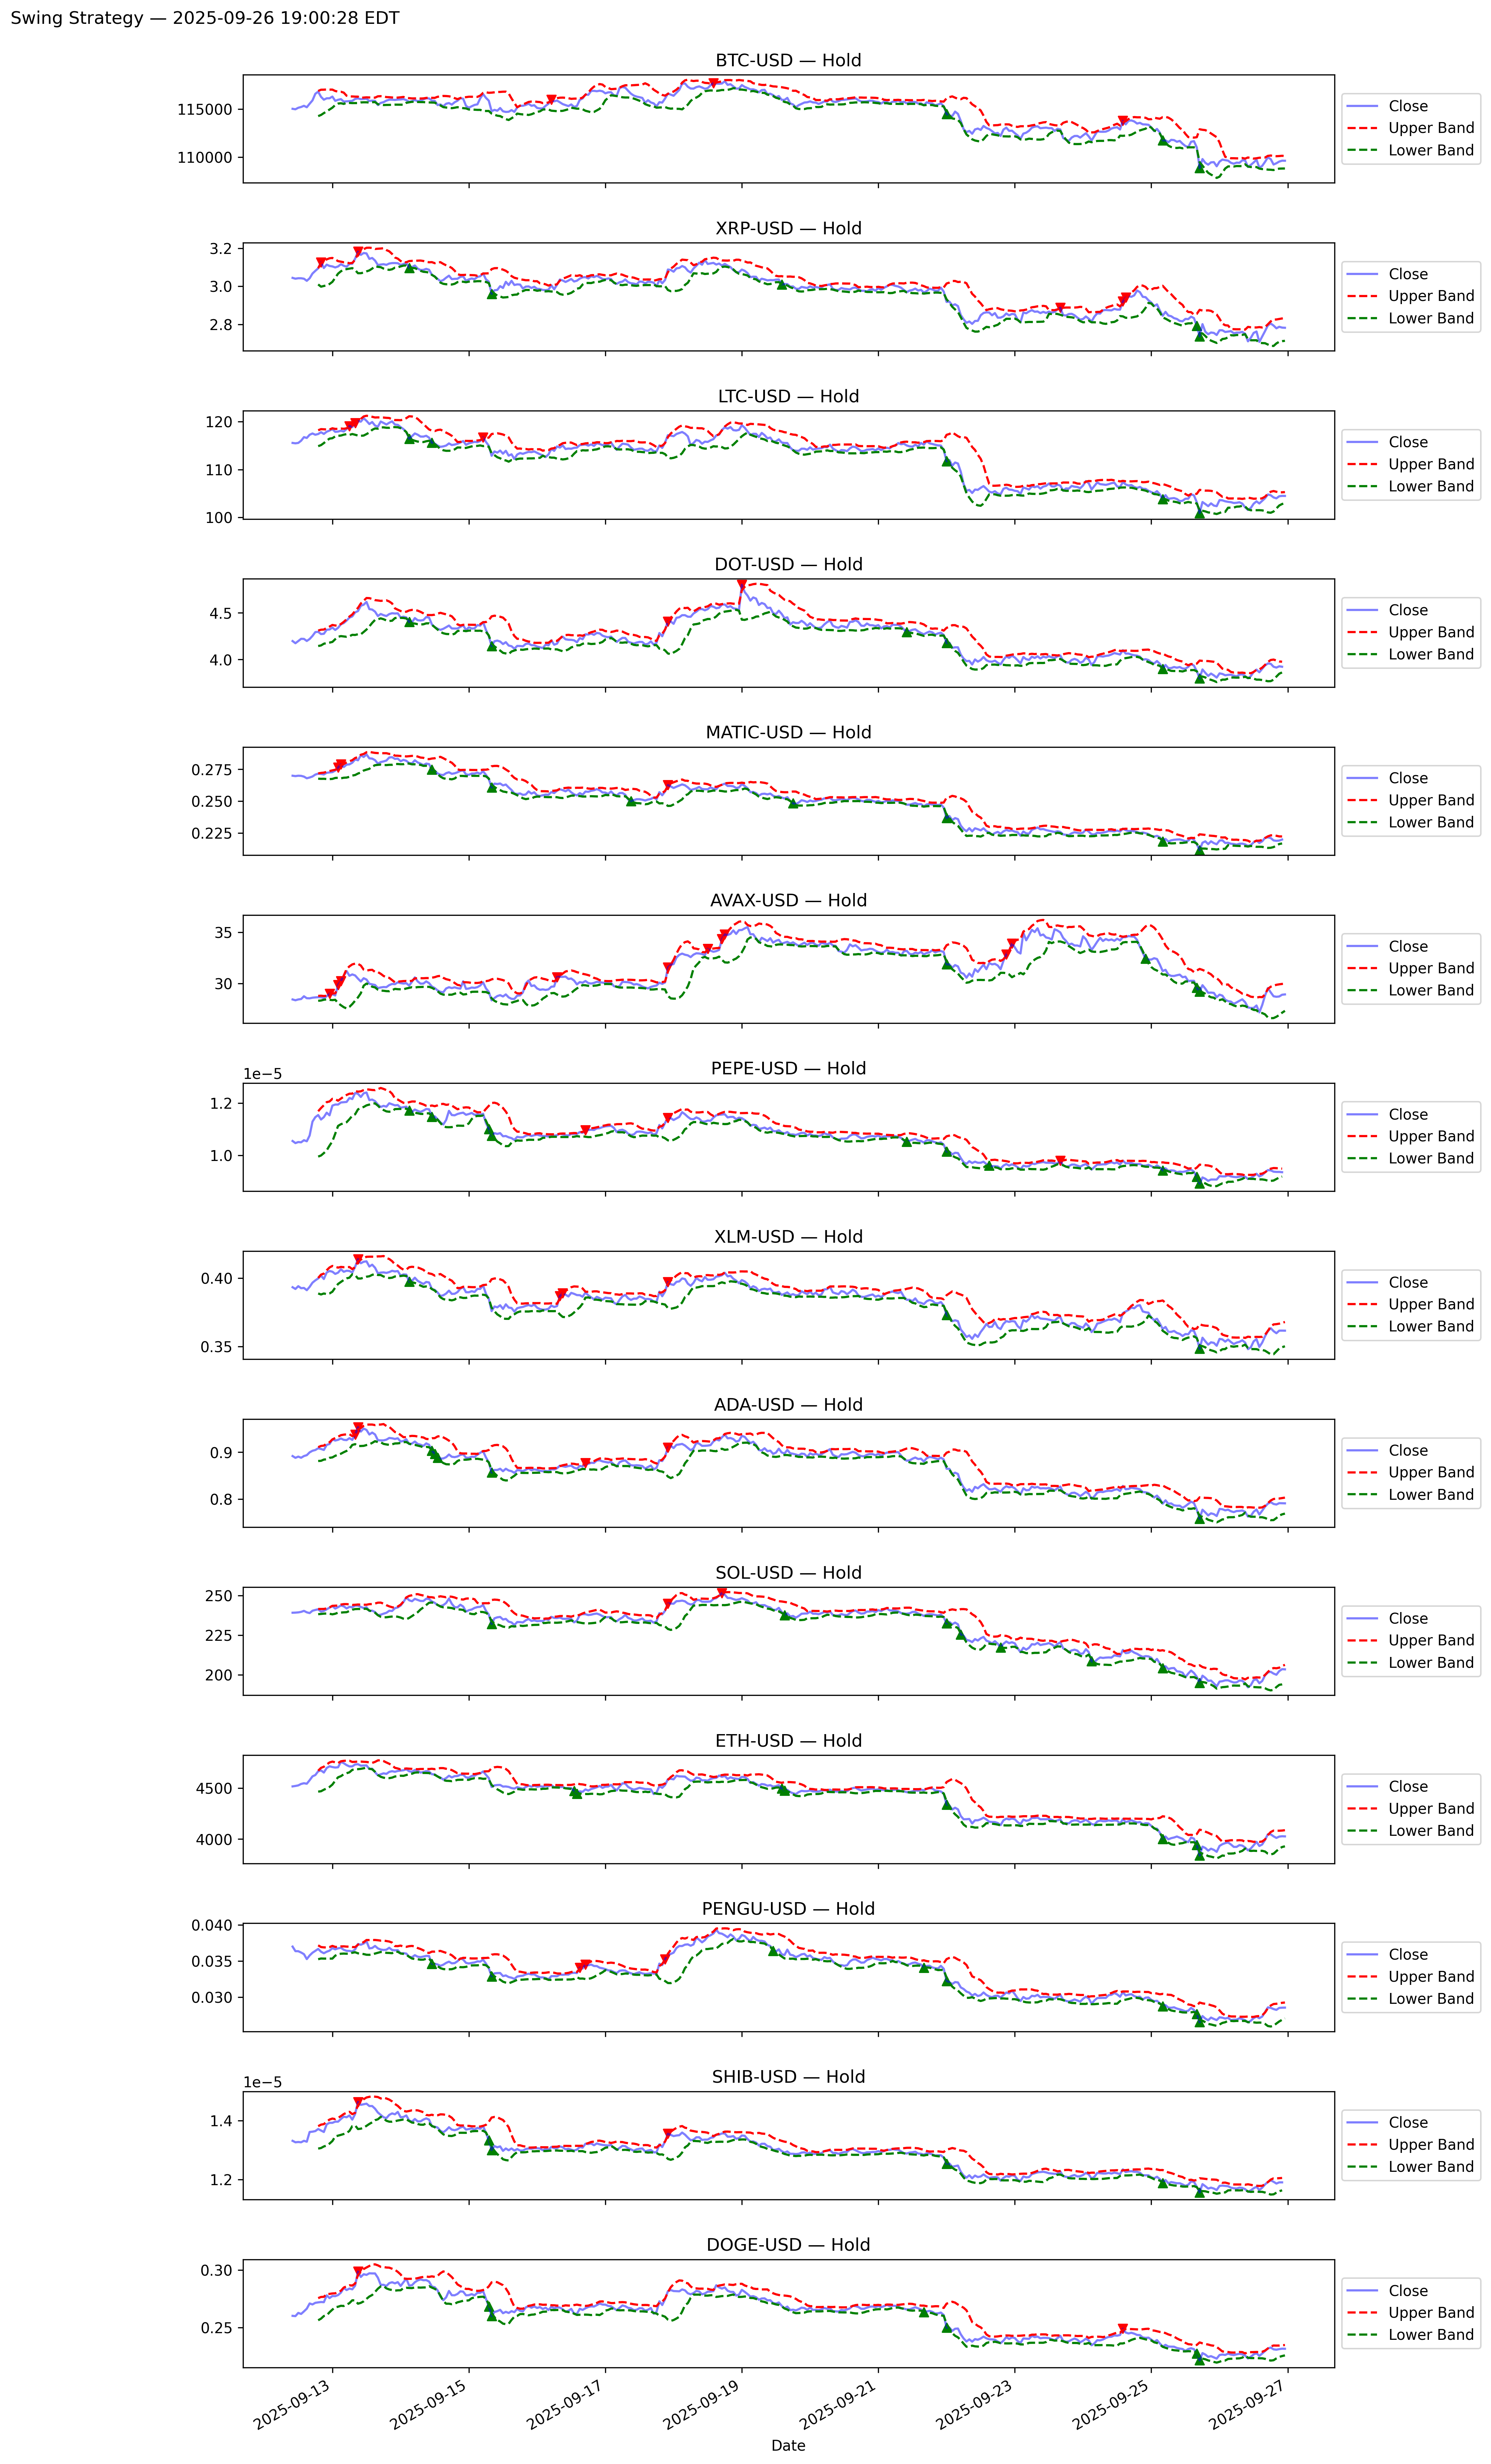 Swing Strategy — 2025-09-26 19:00:28 EDT
BTC-USD — Hold
115000
110000
Close
Upper Band
Lower Band
XRP-USD — Hold
3.2
3.0
2.8
Close
Upper Band
Lower Band
LTC-USD — Hold
120
110
100
Close
Upper Band
Lower Band
DOT-USD — Hold
4.5
4.0
Close
Upper Band
Lower Band
MATIC-USD — Hold
0.275
0.250
0.225
Close
Upper Band
Lower Band
AVAX-USD — Hold
35
30
Close
Upper Band
Lower Band
PEPE-USD — Hold
1e−5
1.2
1.0
Close
Upper Band
Lower Band
XLM-USD — Hold
0.40
0.35
Close
Upper Band
Lower Band
ADA-USD — Hold
0.9
0.8
Close
Upper Band
Lower Band
SOL-USD — Hold
250
225
200
Close
Upper Band
Lower Band
ETH-USD — Hold
4500
4000
Close
Upper Band
Lower Band
PENGU-USD — Hold
0.040
0.035
0.030
Close
Upper Band
Lower Band
SHIB-USD — Hold
1e−5
1.4
1.2
Close
Upper Band
Lower Band
DOGE-USD — Hold
0.30
0.25
Close
Upper Band
Lower Band
2025-09-13
2025-09-15
2025-09-17
2025-09-19
2025-09-21
2025-09-23
2025-09-25
2025-09-27
Date